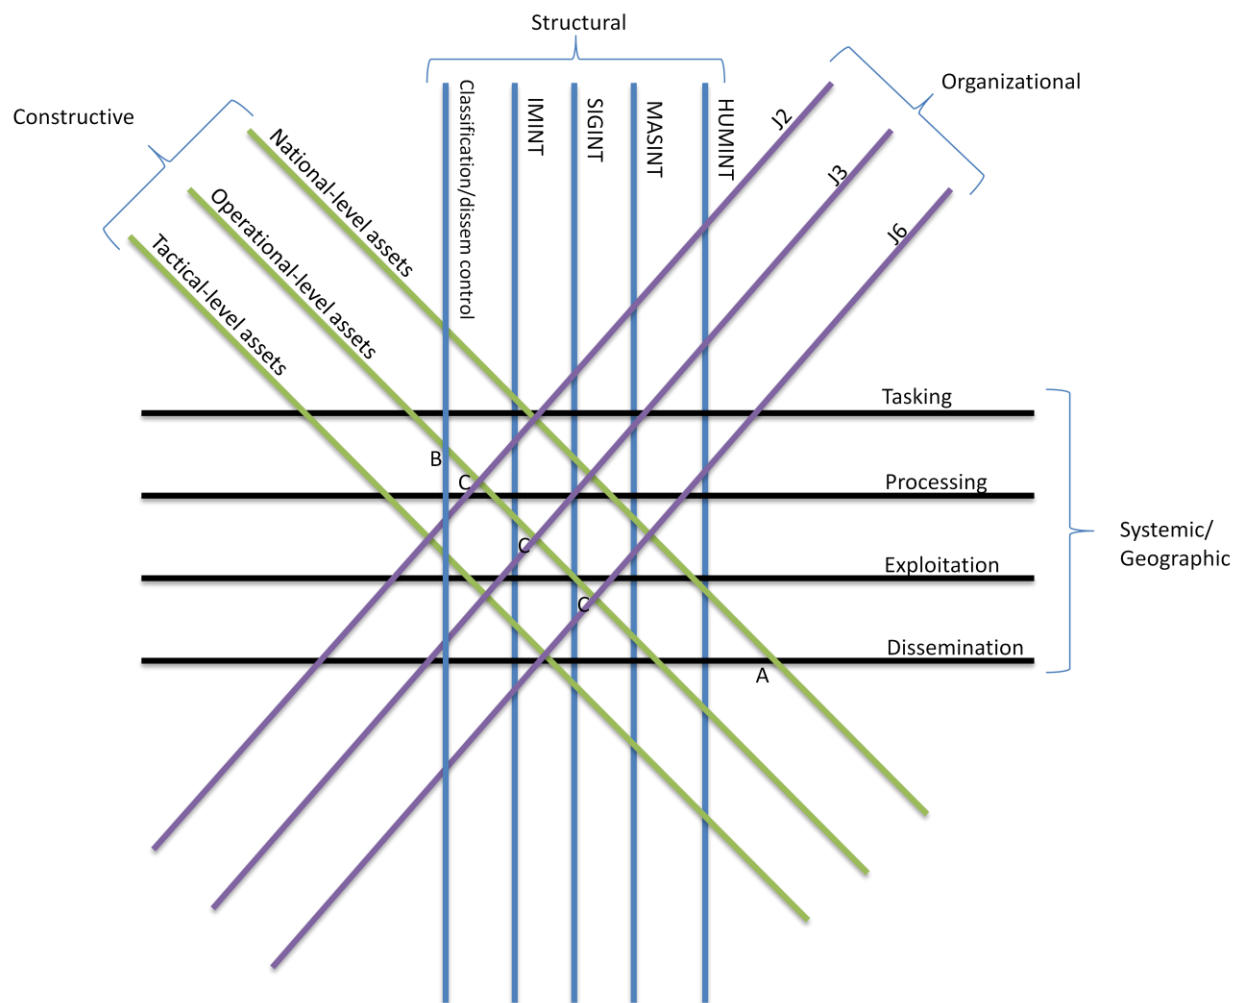 Structural
Organizational
Constructive
Classification/dissem control
IMINT
SIGINT
MASINT
HUMINT
J2
J3
J6
National-level assets
Operational-level assets
Tactical-level assets
Tasking
B
C
Processing
Systemic/
Geographic
C
Exploitation
C
Dissemination
A